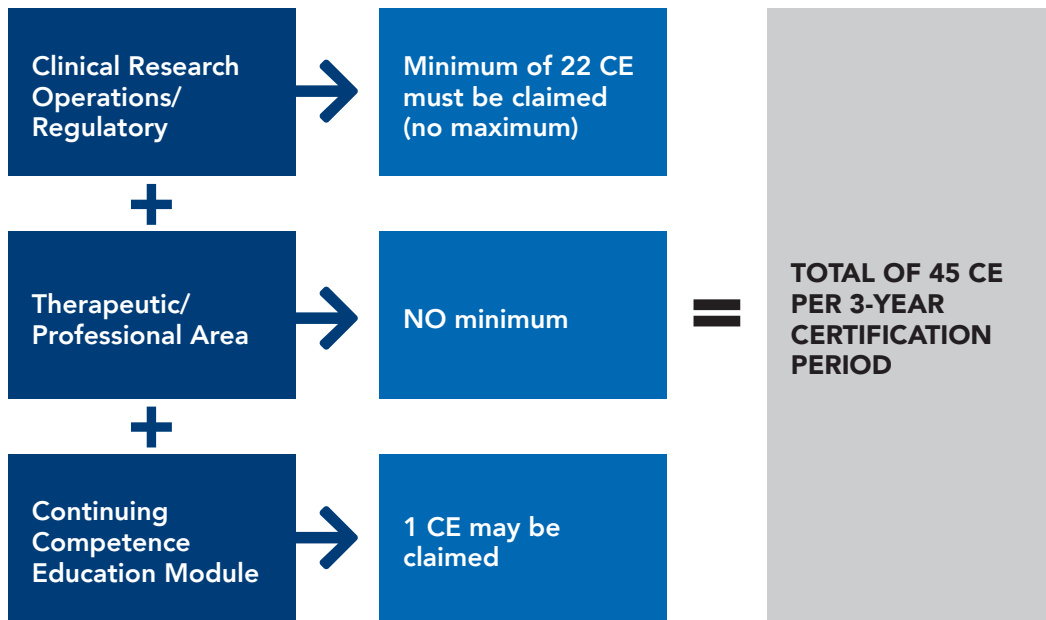 Clinical Research
Operations/
Regulatory
Minimum of 22 CE
must be claimed
(no maximum)
+
Therapeutic/
Professional Area
NO minimum
=
TOTAL OF 45 CE
PER 3-YEAR
CERTIFICATION
PERIOD
+
Continuing
Competence
Education Module
1 CE may be
claimed